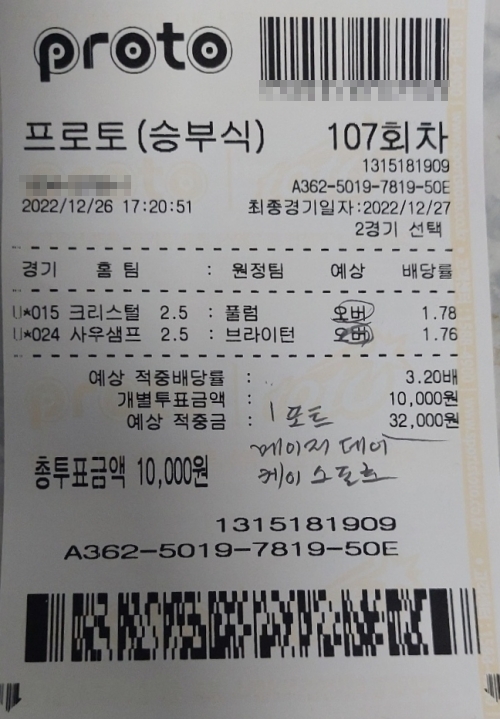 proto
프로토(승부식) 107회차
1315181909
A362-5019-7819-50E
2022/12/26 17:20:51 최종경기일자:2022/12/27
2경기 선택
경기 홈팀 : 원정팀 예상 배당률
U*015 크리스털 2.5 : 풀럼 오버 1.78
U*024 사우샘프 2.5 : 브라이턴 오버 1.76
예상 적중배당률 : 3.20배
개별투표금액 : 10,000원
예상 적중금 : 32,000원
1 포트
메이저 데이
케이 스포츠
총투표금액 10,000원
1315181909
A362-5019-7819-50E